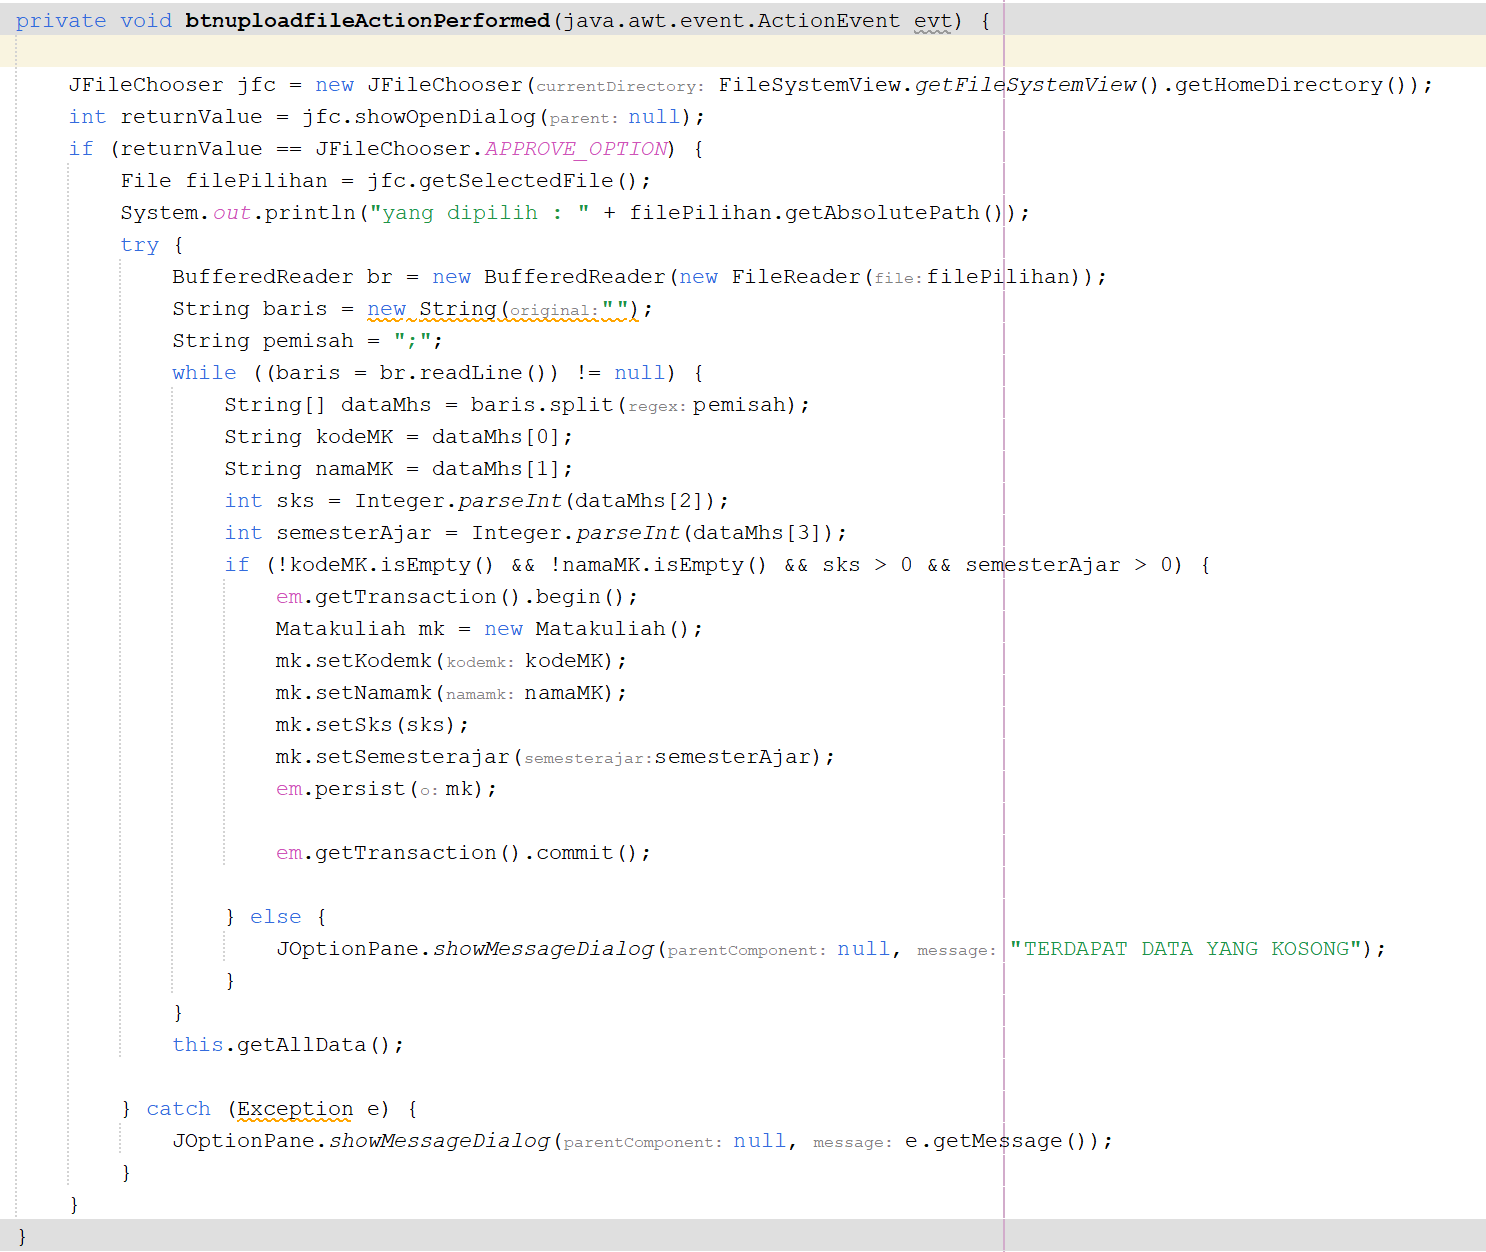 private void btnuploadfileActionPerformed(java.awt.event.ActionEvent evt) {
JFileChooser jfc = new JFileChooser(currentDirectory: FileSystemView.getFileSystemView().getHomeDirectory());
int returnValue = jfc.showOpenDialog(parent: null);
if (returnValue == JFileChooser.APPROVE_OPTION) {
File filePilihan = jfc.getSelectedFile();
System.out.println("yang dipilih : " + filePilihan.getAbsolutePath());
try {
BufferedReader br = new BufferedReader(new FileReader(file: filePilihan));
String baris = new String(original: "");
String pemisah = ";";
while ((baris = br.readLine()) != null) {
String[] dataMhs = baris.split(regex: pemisah);
String kodeMK = dataMhs[0];
String namaMK = dataMhs[1];
int sks = Integer.parseInt(dataMhs[2]);
int semesterAjar = Integer.parseInt(dataMhs[3]);
if (!kodeMK.isEmpty() && !namaMK.isEmpty() && sks > 0 && semesterAjar > 0) {
em.getTransaction().begin();
Matakuliah mk = new Matakuliah();
mk.setKodemk(kodemk: kodeMK);
mk.setNamamk(namamk: namaMK);
mk.setSks(sks);
mk.setSemesterajar(semesterajar: semesterAjar);
em.persist(o: mk);
em.getTransaction().commit();
} else {
JOptionPane.showMessageDialog(parentComponent: null, message: "TERDAPAT DATA YANG KOSONG");
}
}
this.getAllData();
} catch (Exception e) {
JOptionPane.showMessageDialog(parentComponent: null, message: e.getMessage());
}
}
}